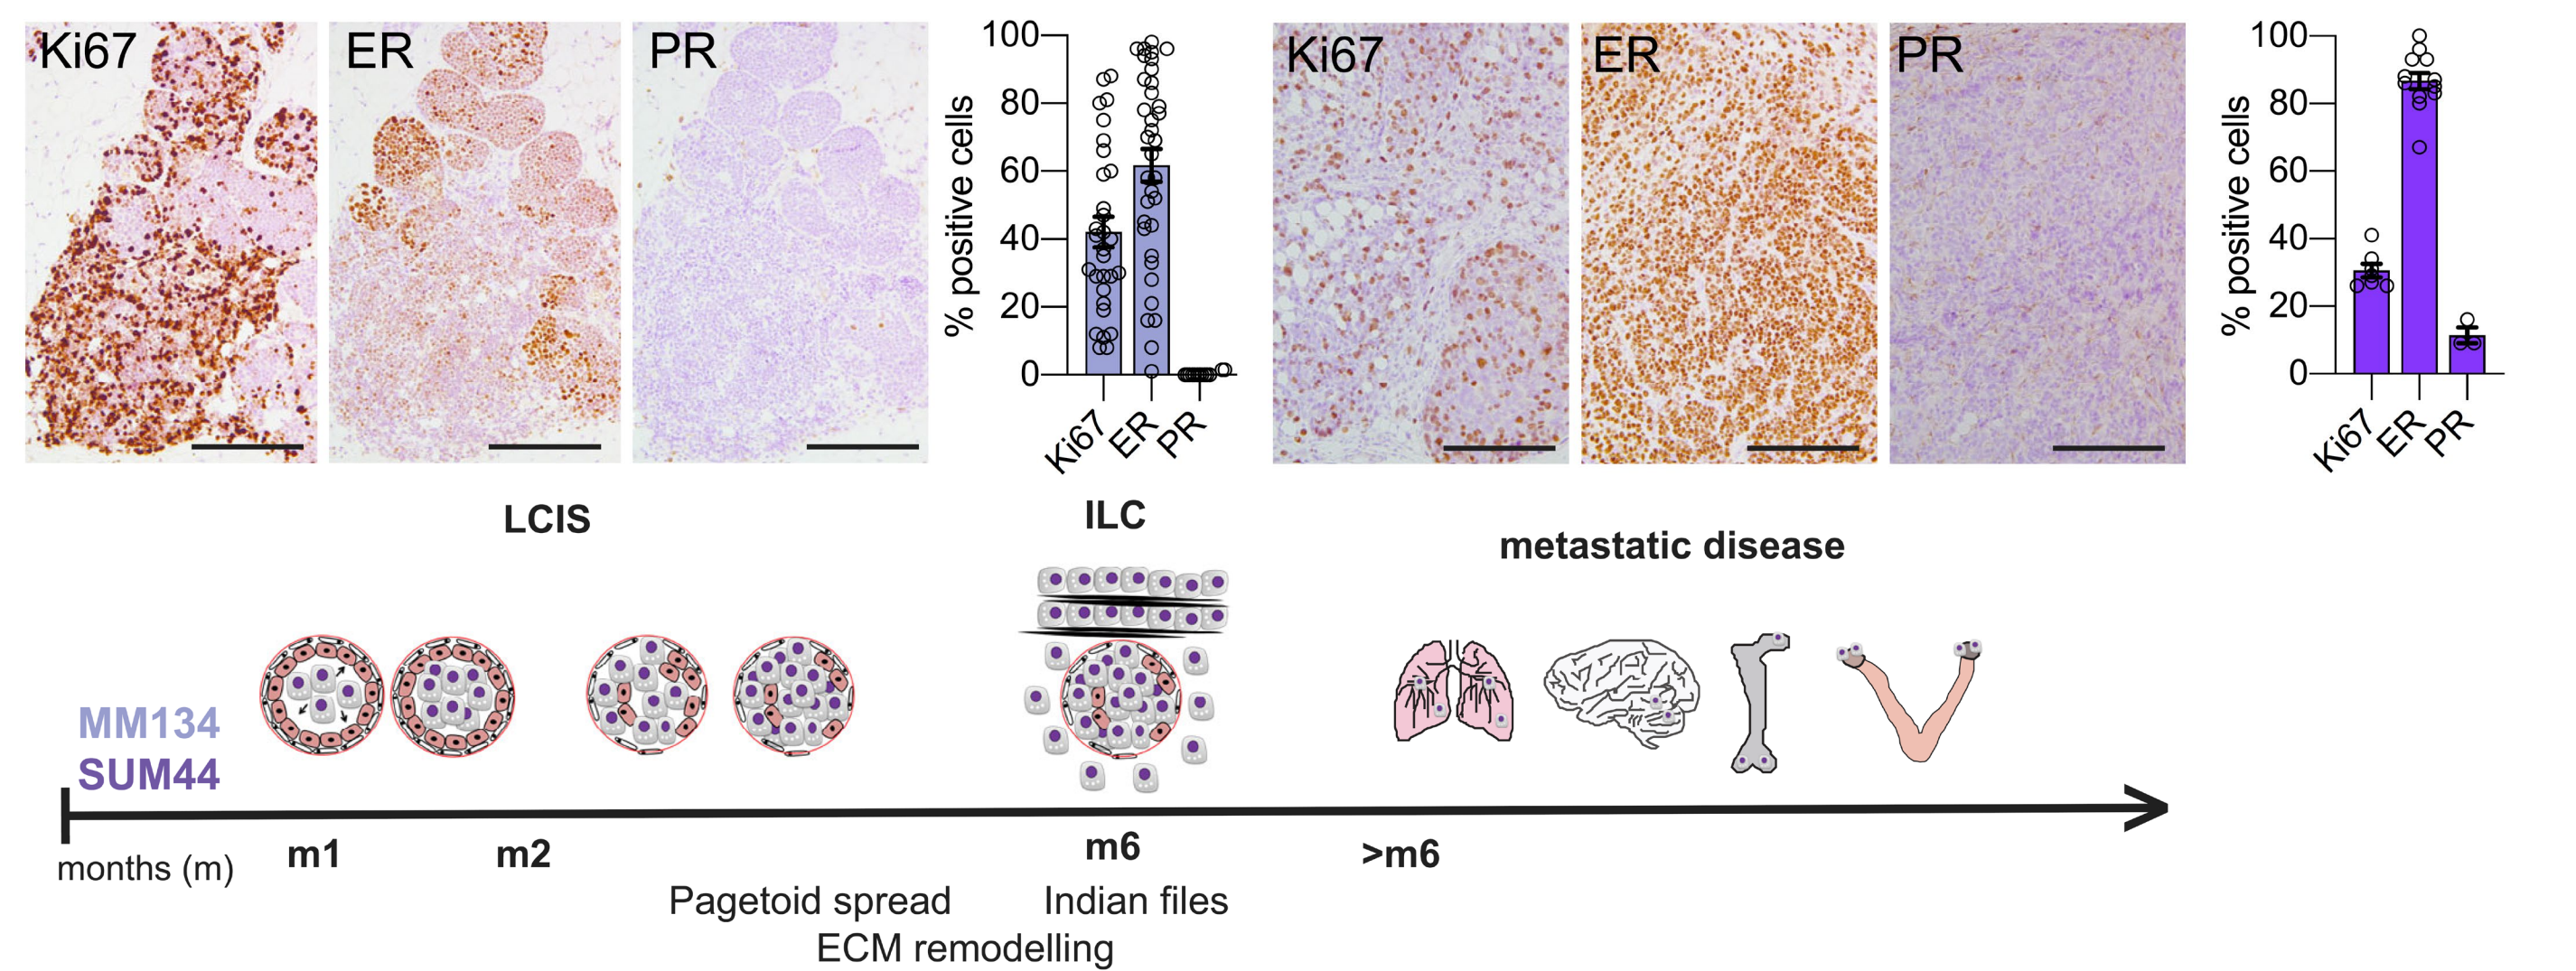 Ki67
ER
PR
% positive cells
100
80
60
40
20
0
Ki67
ER
PR
Ki67
ER
PR
% positive cells
100
80
60
40
20
0
Ki67
ER
PR
LCIS
ILC
metastatic disease
MM134
SUM44
months (m)
m1
m2
m6
>m6
Pagetoid spread
Indian files
ECM remodelling